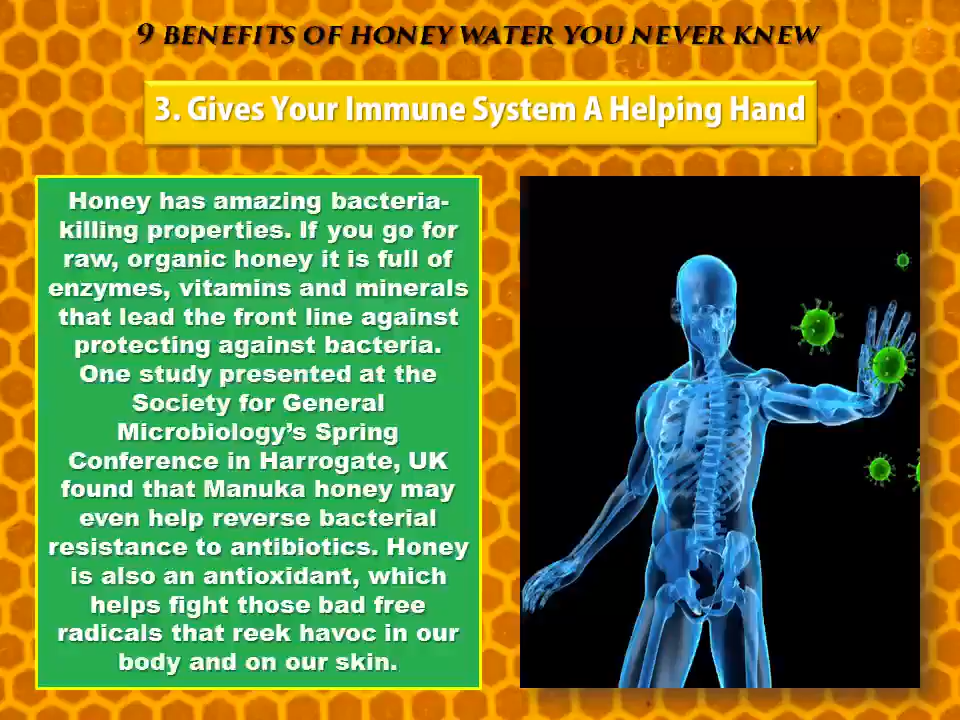 9 BENEFITS OF HONEY WATER YOU NEVER KNEW
3. Gives Your Immune System A Helping Hand
Honey has amazing bacteria-
killing properties. If you go for
raw, organic honey it is full of
enzymes, vitamins and minerals
that lead the front line against
protecting against bacteria.
One study presented at the
Society for General
Microbiology’s Spring
Conference in Harrogate, UK
found that Manuka honey may
even help reverse bacterial
resistance to antibiotics. Honey
is also an antioxidant, which
helps fight those bad free
radicals that reek havoc in our
body and on our skin.